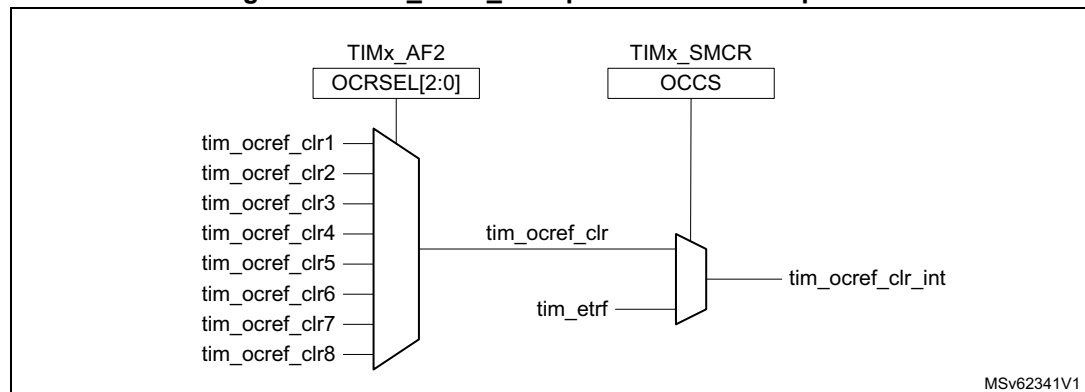 TIMx_AF2
TIMx_SMCR
OCRSEL[2:0]
OCCS
tim_ocref_clr1
tim_ocref_clr2
tim_ocref_clr3
tim_ocref_clr4
tim_ocref_clr5
tim_ocref_clr6
tim_ocref_clr7
tim_ocref_clr8
tim_ocref_clr
tim_etrf
tim_ocref_clr_int
MSv62341V1